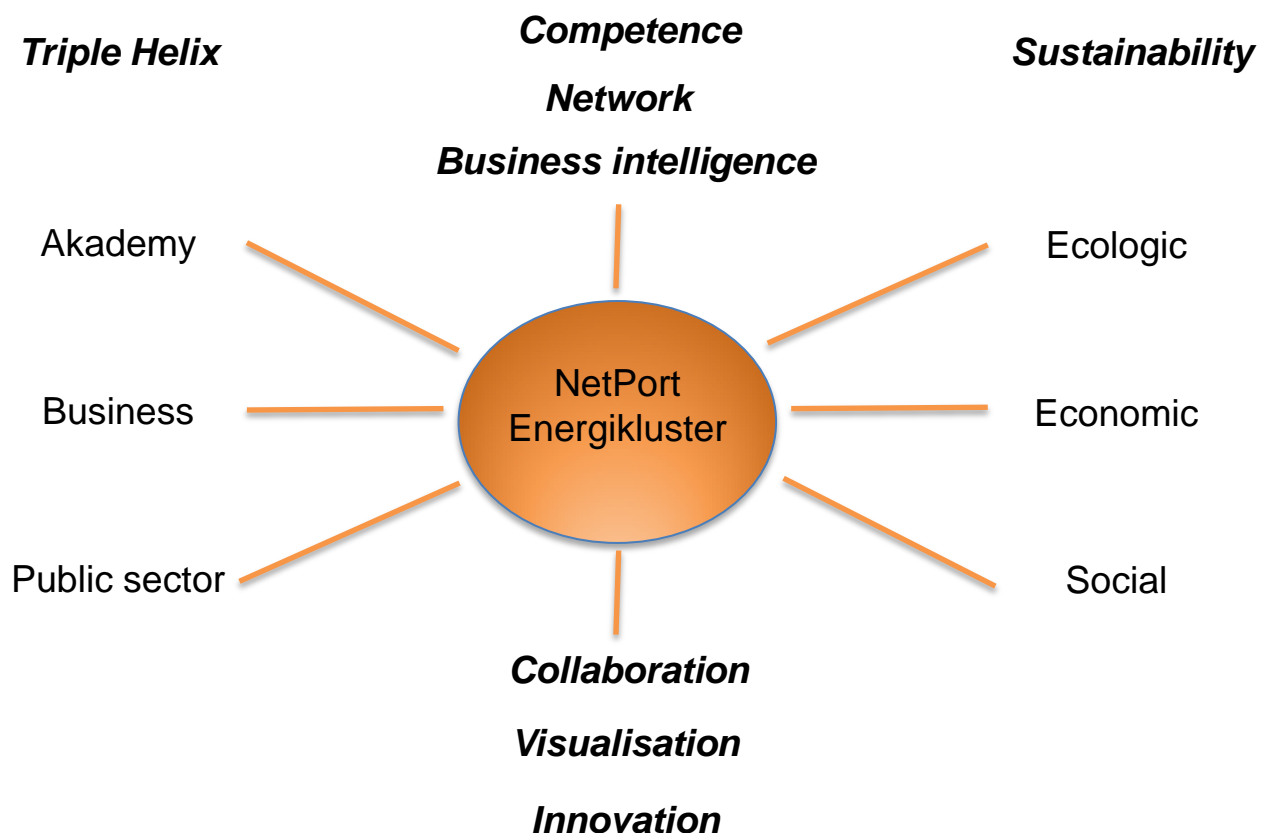 Triple Helix
Competence
Sustainability
Network
Business intelligence
Akademy
Ecologic
NetPort
Energikluster
Business
Economic
Public sector
Social
Collaboration
Visualisation
Innovation